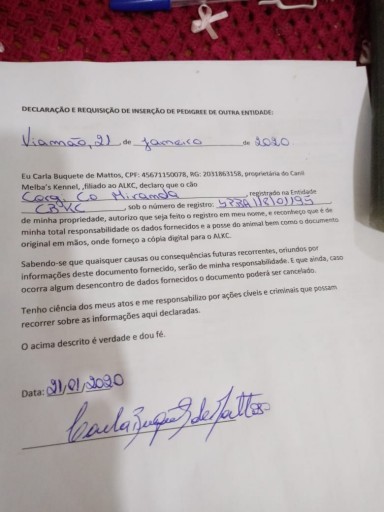 DECLARAÇÃO E REQUISIÇÃO DE INSERÇÃO DE PEDIGREE DE OUTRA ENTIDADE:
Viamão, 21 de Janeiro de 2020
Eu Carla Buquete de Mattos, CPF: 45671150078, RG: 2031863158, proprietária do Canil
Melba's Kennel, ,filiado ao ALKC, declaro que o cão
Miranda , registrado na Entidade
CBKC , sob o número de registro:
de minha propriedade, autorizo que seja feito o registro em meu nome, e reconheço que é de
minha total responsabilidade os dados fornecidos e a posse do animal bem como o documento
original em mãos, onde forneço a cópia digital para o ALKC.
Sabendo-se que quaisquer causas ou consequências futuras recorrentes, oriundos por
informações deste documento fornecido, serão de minha responsabilidade. E que ainda, caso
ocorra algum desencontro de dados fornecidos o documento poderá ser cancelado.
Tenho ciência dos meus atos e me responsabilizo por ações cíveis e criminais que possam
recorrer sobre as informações aqui declaradas.
O acima descrito é verdade e dou fé.
Data: 21/01/2020
Carla Buquete de Mattos